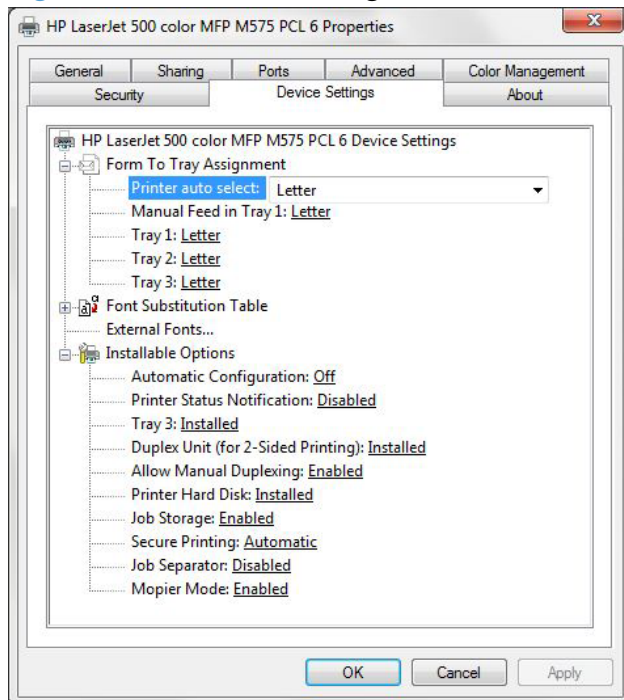 HP LaserJet 500 color MFP M575 PCL 6 Properties
General Sharing Ports Advanced Color Management
Security Device Settings About
HP LaserJet 500 color MFP M575 PCL 6 Device Settings
Form To Tray Assignment
Printer auto select: Letter
Manual Feed in Tray 1: Letter
Tray 1: Letter
Tray 2: Letter
Tray 3: Letter
Font Substitution Table
External Fonts...
Installable Options
Automatic Configuration: Off
Printer Status Notification: Disabled
Tray 3: Installed
Duplex Unit (for 2-Sided Printing): Installed
Allow Manual Duplexing: Enabled
Printer Hard Disk: Installed
Job Storage: Enabled
Secure Printing: Automatic
Job Separator: Disabled
Mopier Mode: Enabled
OK Cancel Apply